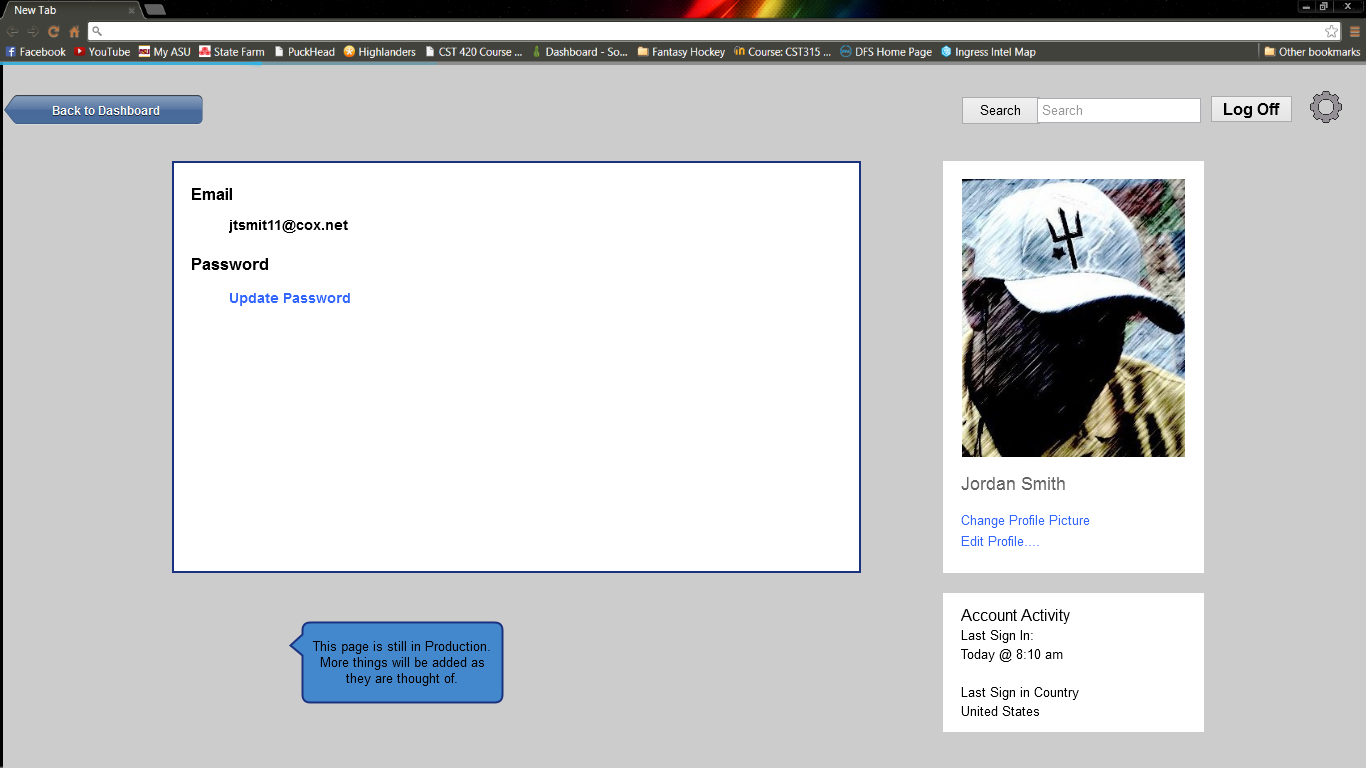 New Tab
Facebook YouTube My ASU State Farm PuckHead Highlanders CST 420 Course ... Dashboard - So... Fantasy Hockey Course: CST315 ... DFS Home Page Ingress Intel Map Other bookmarks
Back to Dashboard
Search Search Log Off
Email
jtsmit11@cox.net
Password
Update Password
Jordan Smith
Change Profile Picture
Edit Profile....
Account Activity
Last Sign In:
Today @ 8:10 am
Last Sign in Country
United States
This page is still in Production.
More things will be added as
they are thought of.